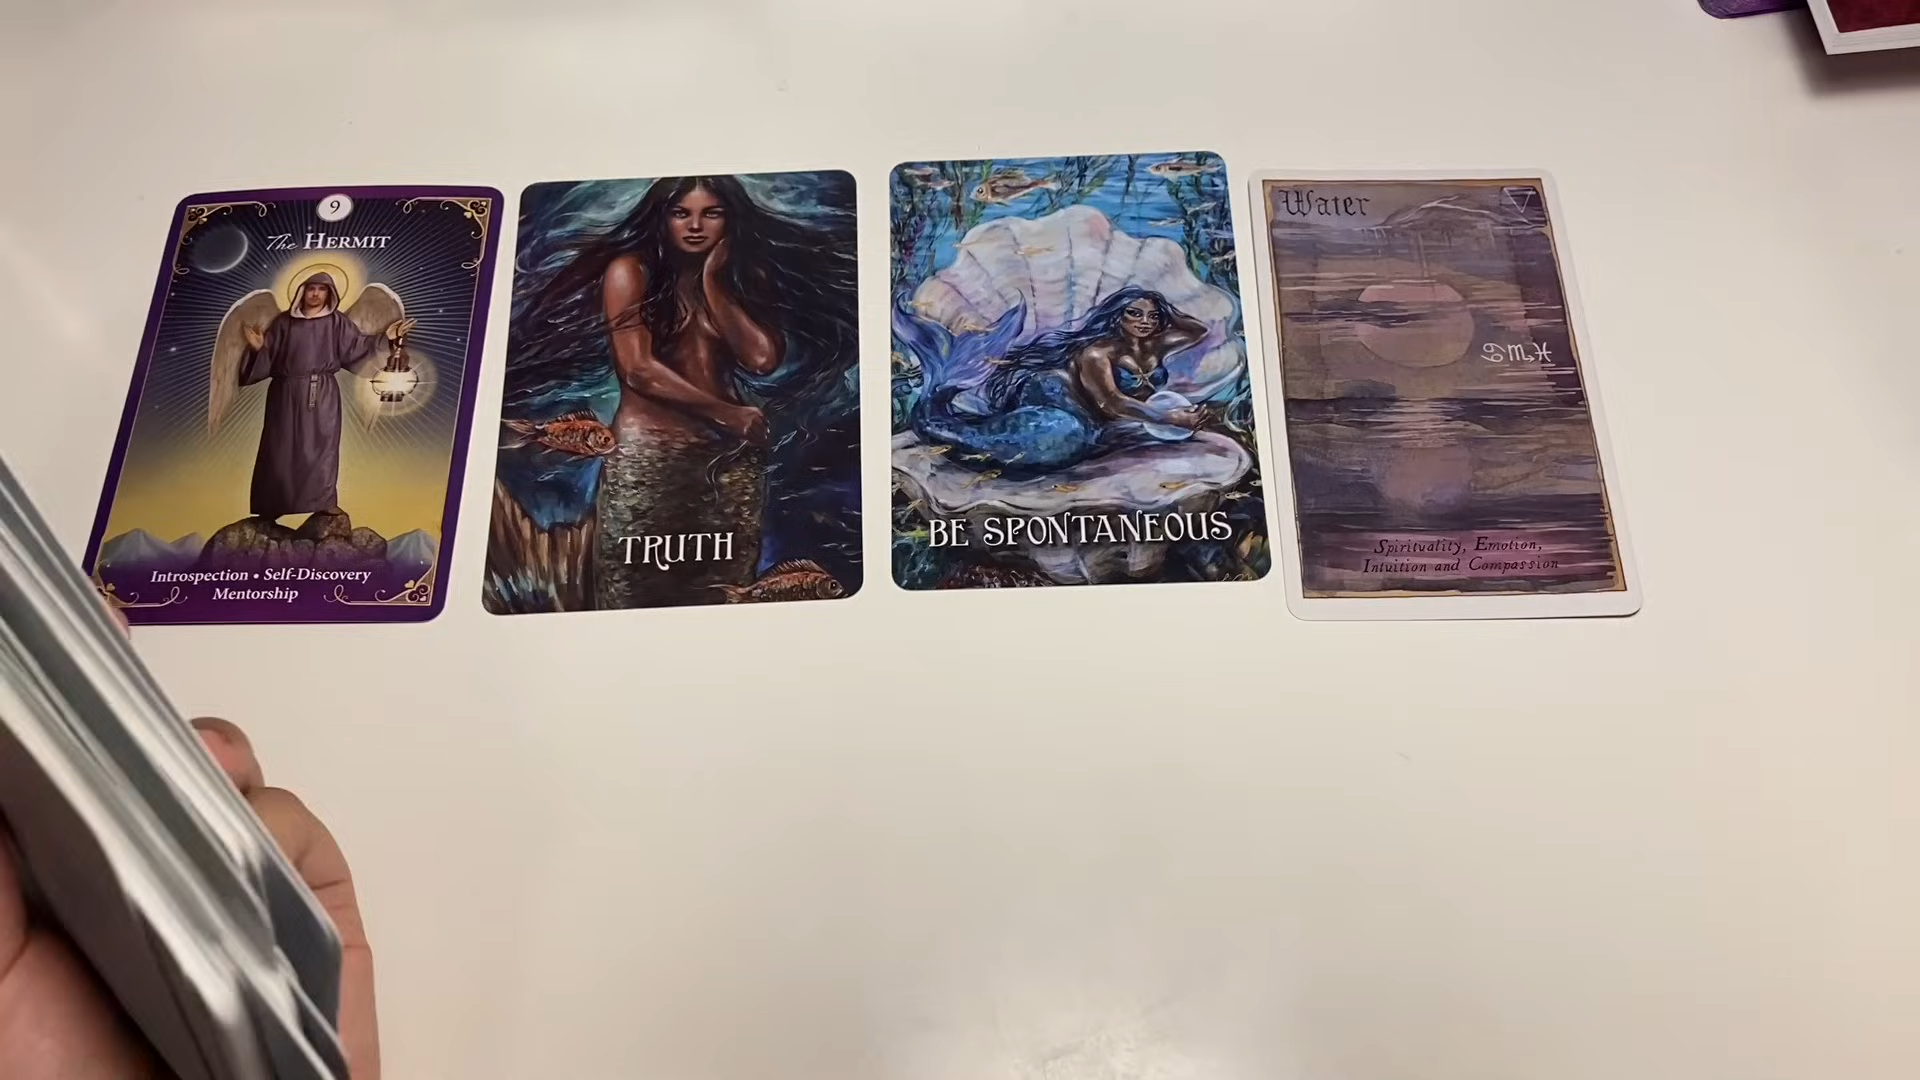 9
The HERMIT
Introspection • Self-Discovery
Mentorship
TRUTH
BE SPONTANEOUS
Water
♋♏♓
Spirituality, Emotion,
Intuition and Compassion